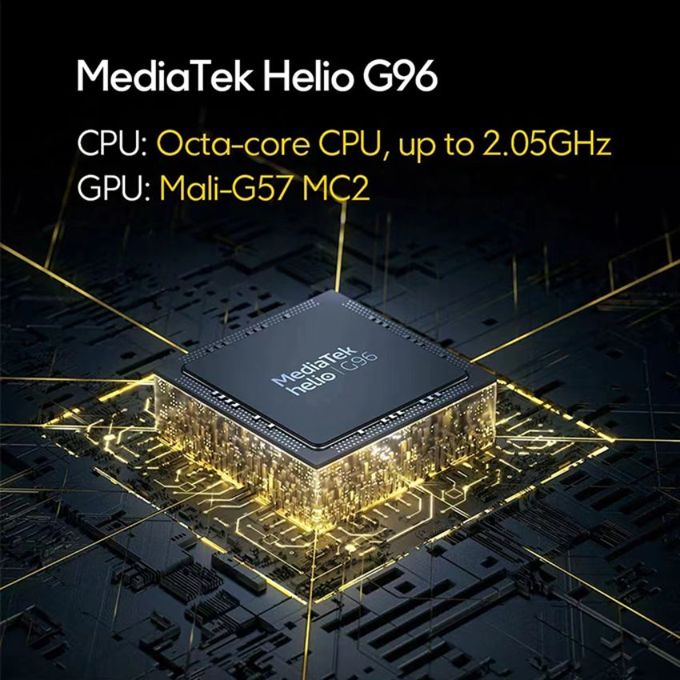 MediaTek Helio G96
CPU: Octa-core CPU, up to 2.05GHz
GPU: Mali-G57 MC2
MediaTek
helio | G96